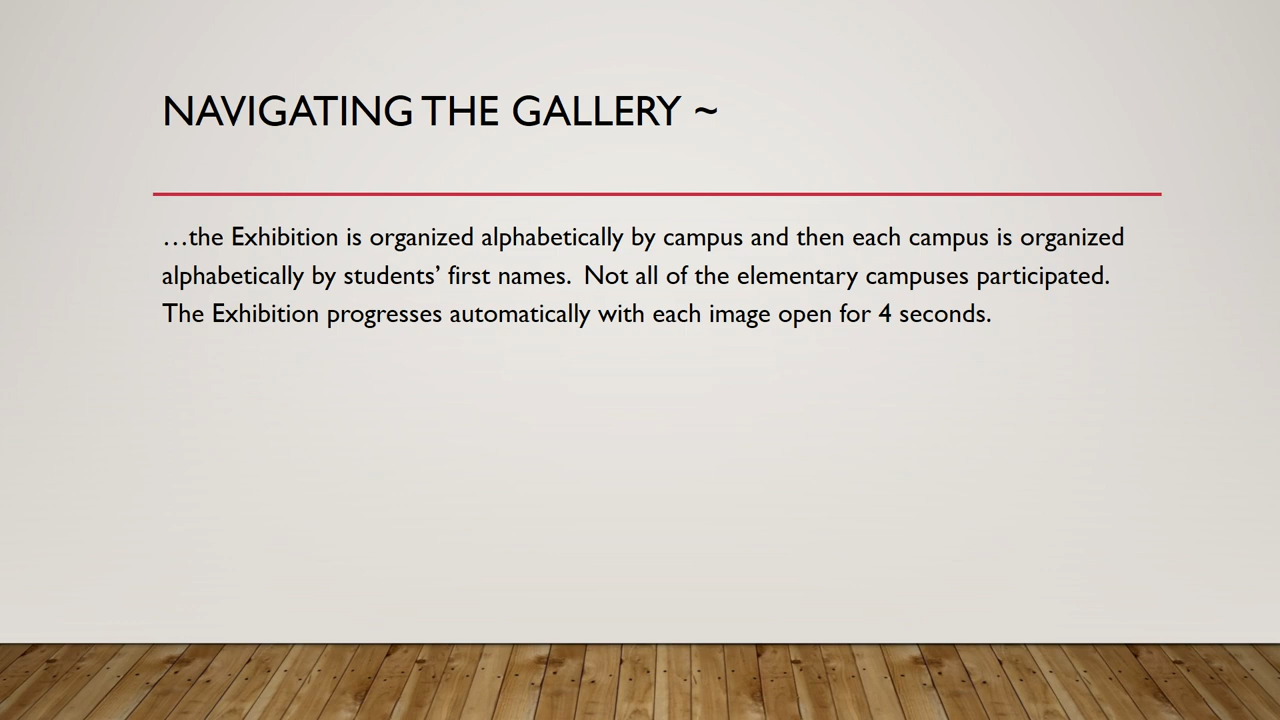 NAVIGATING THE GALLERY ~
…the Exhibition is organized alphabetically by campus and then each campus is organized
alphabetically by students’ first names.  Not all of the elementary campuses participated.
The Exhibition progresses automatically with each image open for 4 seconds.